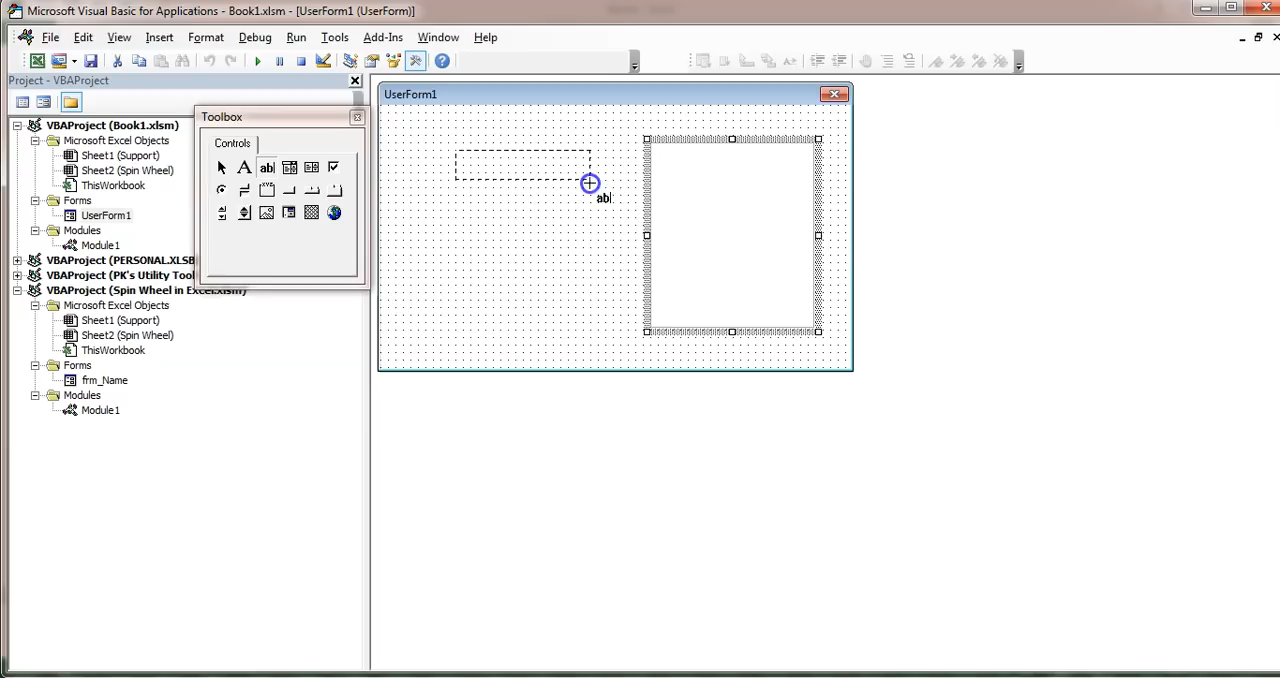 Microsoft Visual Basic for Applications - Book1.xlsm - [UserForm1 (UserForm)]
File Edit View Insert Format Debug Run Tools Add-Ins Window Help
Project - VBAProject
VBAProject (Book1.xlsm)
Microsoft Excel Objects
Sheet1 (Support)
Sheet2 (Spin Wheel)
ThisWorkbook
Forms
UserForm1
Modules
Module1
VBAProject (PERSONAL.XLSB
VBAProject (PK's Utility Tool
VBAProject (Spin Wheel in Excel.xlsm)
Microsoft Excel Objects
Sheet1 (Support)
Sheet2 (Spin Wheel)
ThisWorkbook
Forms
frm_Name
Modules
Module1
Toolbox
Controls
A ab|
UserForm1
ab|